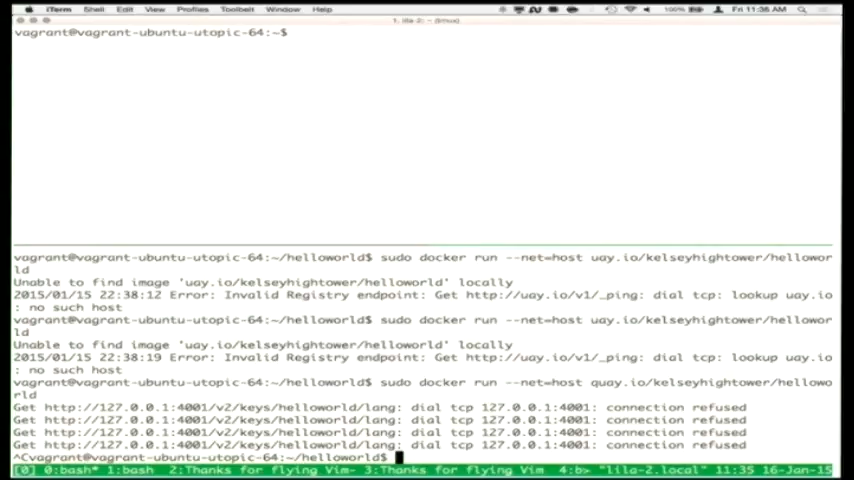 iTerm Shell Edit View Profiles Toolbelt Window Help 100% Fri 11:36 AM
1. lila-2: ~ (tmux)
vagrant@vagrant-ubuntu-utopic-64:~$
vagrant@vagrant-ubuntu-utopic-64:~/helloworld$ sudo docker run --net=host uay.io/kelseyhightower/hellowor
ld
Unable to find image 'uay.io/kelseyhightower/helloworld' locally
2015/01/15 22:38:12 Error: Invalid Registry endpoint: Get http://uay.io/v1/_ping: dial tcp: lookup uay.io
: no such host
vagrant@vagrant-ubuntu-utopic-64:~/helloworld$ sudo docker run --net=host uay.io/kelseyhightower/hellowor
ld
Unable to find image 'uay.io/kelseyhightower/helloworld' locally
2015/01/15 22:38:19 Error: Invalid Registry endpoint: Get http://uay.io/v1/_ping: dial tcp: lookup uay.io
: no such host
vagrant@vagrant-ubuntu-utopic-64:~/helloworld$ sudo docker run --net=host quay.io/kelseyhightower/hellowo
rld
Get http://127.0.0.1:4001/v2/keys/helloworld/lang: dial tcp 127.0.0.1:4001: connection refused
Get http://127.0.0.1:4001/v2/keys/helloworld/lang: dial tcp 127.0.0.1:4001: connection refused
Get http://127.0.0.1:4001/v2/keys/helloworld/lang: dial tcp 127.0.0.1:4001: connection refused
Get http://127.0.0.1:4001/v2/keys/helloworld/lang: dial tcp 127.0.0.1:4001: connection refused
^Cvagrant@vagrant-ubuntu-utopic-64:~/helloworld$
[0] 0:bash* 1:bash 2:Thanks for flying Vim- 3:Thanks for flying Vim 4:b> "lila-2.local" 11:35 16-Jan-15